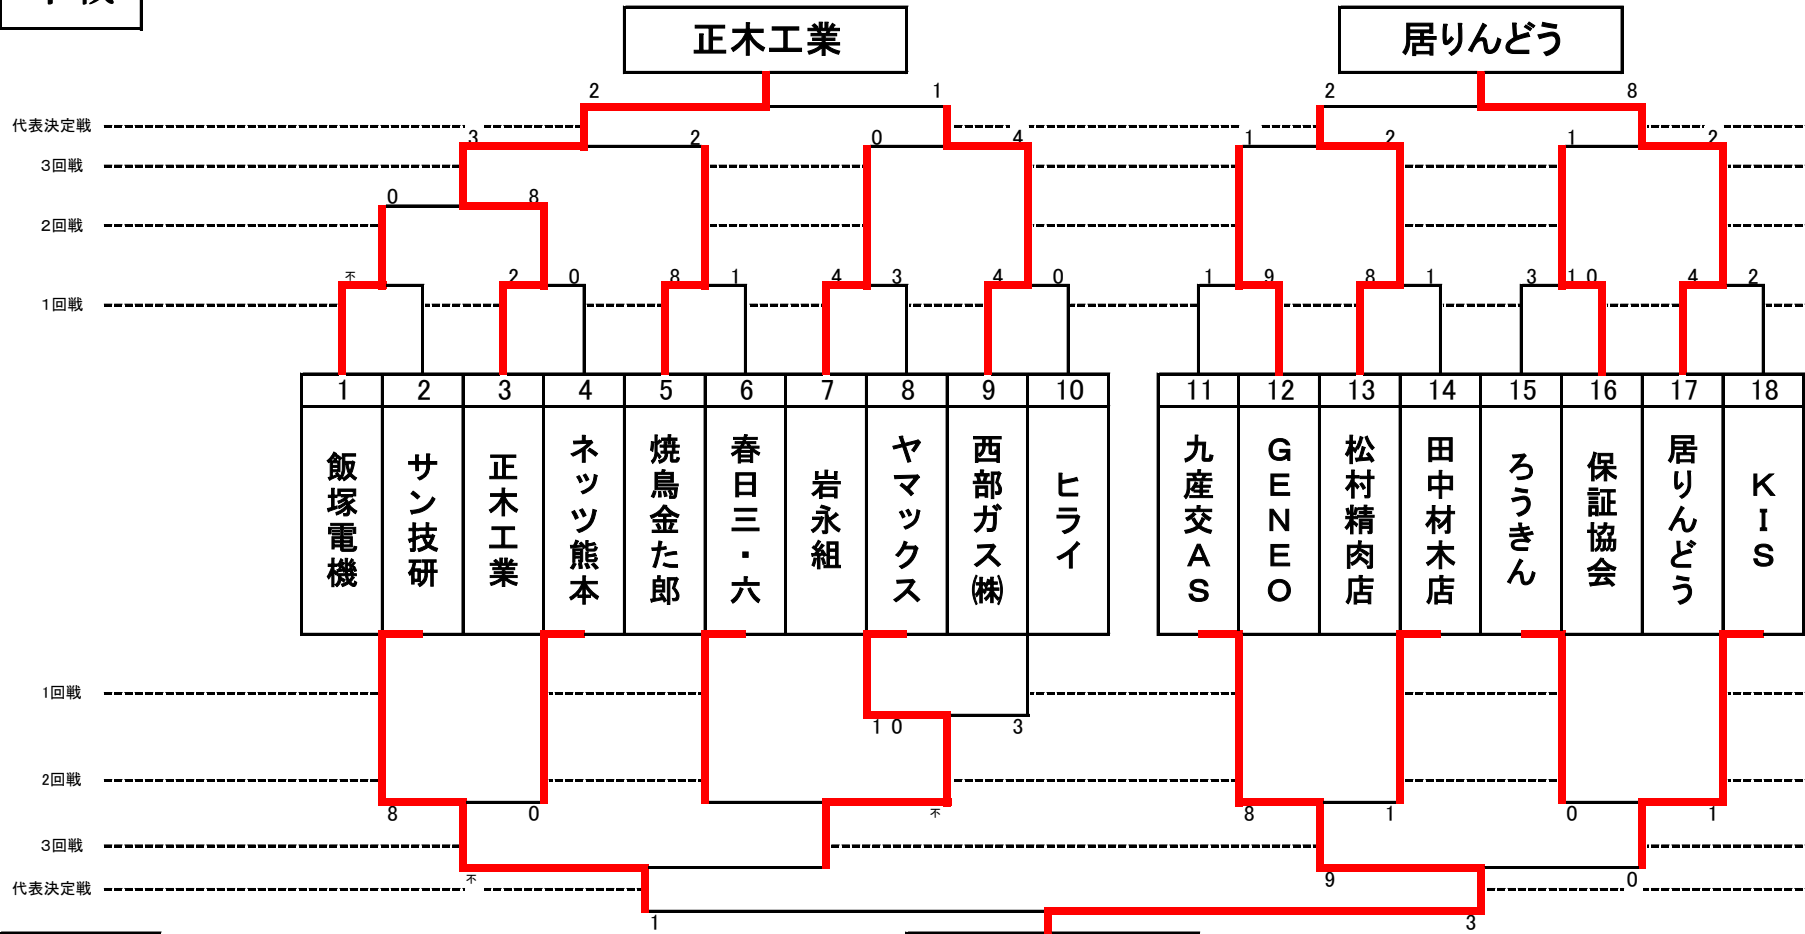 正木工業
居りんどう
2 1 2 8
代表決定戦
3 2 0 4 1 2 1 2
3回戦
0 8
2回戦
不 2 0 8 1 4 3 4 0 1 9 8 1 3 10 4 2
1回戦
1 2 3 4 5 6 7 8 9 10 11 12 13 14 15 16 17 18
飯塚電機
サン技研
正木工業
ネッツ熊本
焼鳥金た郎
春日三・六
岩永組
ヤマックス
西部ガス㈱
ヒライ
九産交AS
GENEO
松村精肉店
田中材木店
ろうきん
保証協会
居りんどう
KIS
1回戦
10 3
2回戦
8 0 不 8 1 0 1
3回戦
不 9 0
代表決定戦
1 3